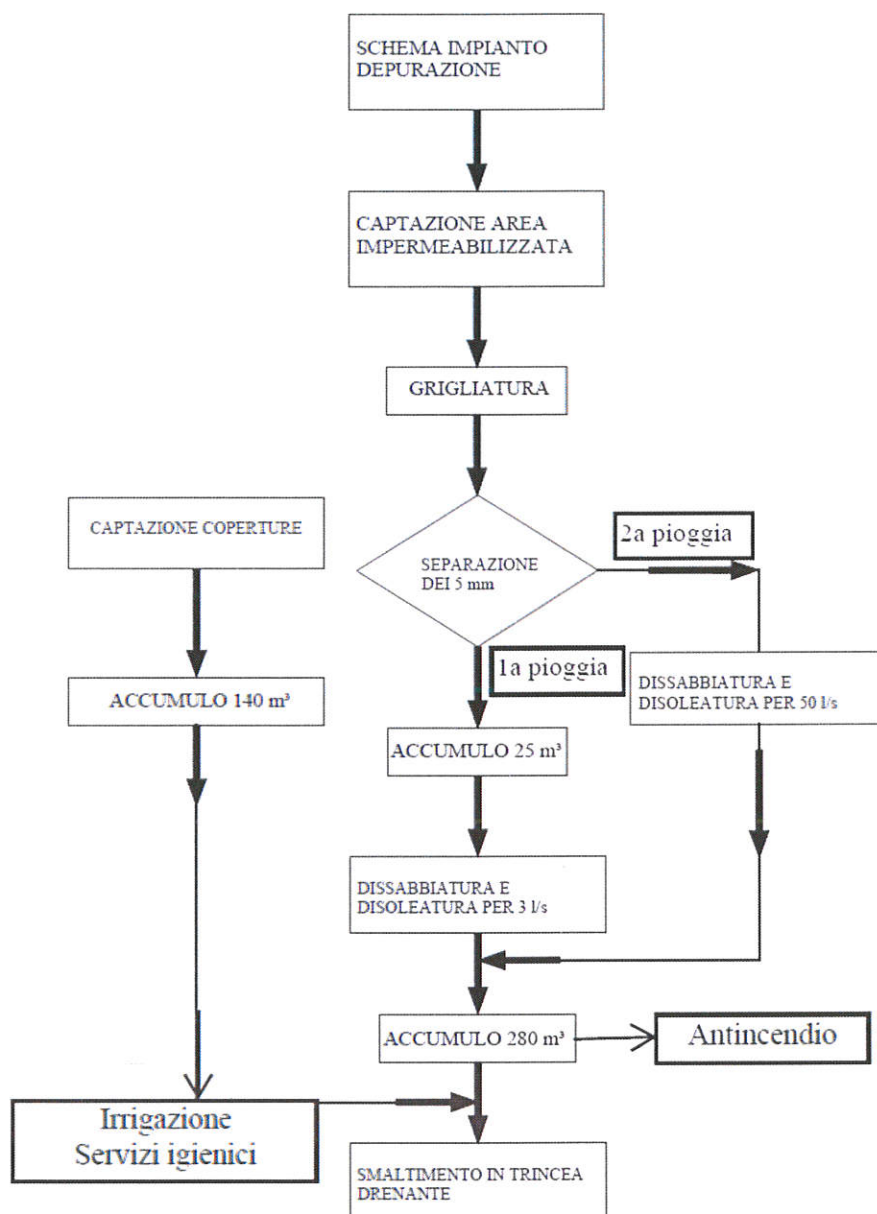 SCHEMA IMPIANTO
DEPURAZIONE
CAPTAZIONE AREA
IMPERMEABILIZZATA
GRIGLIATURA
CAPTAZIONE COPERTURE
2a pioggia
SEPARAZIONE
DEI 5 mm
1a pioggia
DISSABBIATURA E
DISOLEATURA PER 50 l/s
ACCUMULO 140 m³
ACCUMULO 25 m³
DISSABBIATURA E
DISOLEATURA PER 3 l/s
ACCUMULO 280 m³
Antincendio
Irrigazione
Servizi igienici
SMALTIMENTO IN TRINCEA
DRENANTE